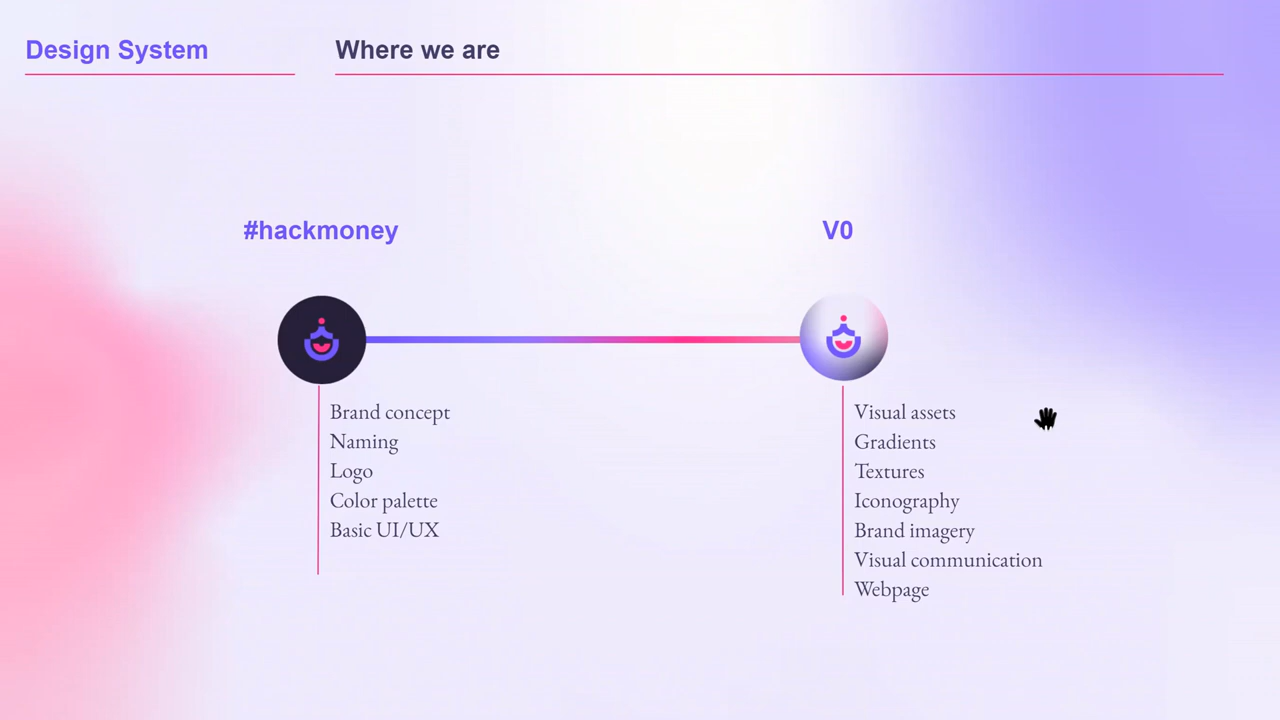 Design System
Where we are
#hackmoney
V0
Brand concept
Naming
Logo
Color palette
Basic UI/UX
Visual assets
Gradients
Textures
Iconography
Brand imagery
Visual communication
Webpage